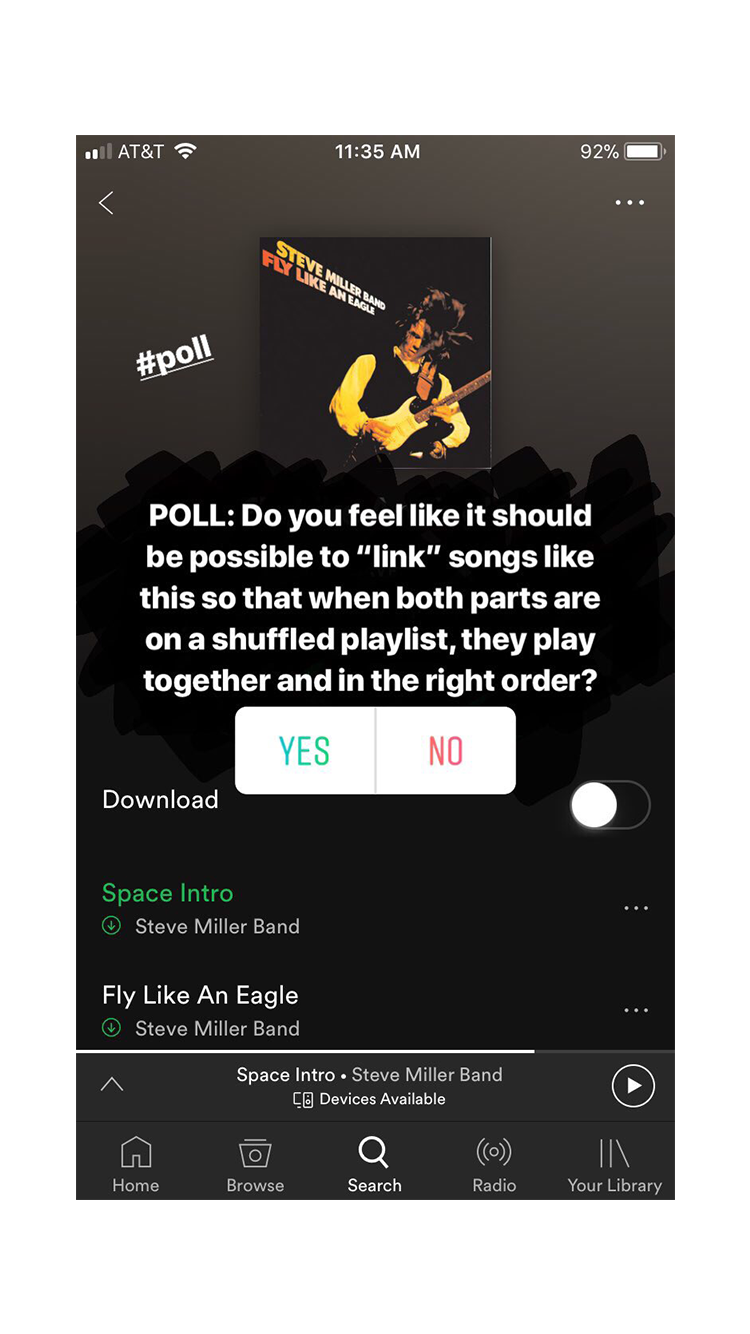 AT&T 11:35 AM 92%
STEVE MILLER BAND
FLY LIKE AN EAGLE
#poll
POLL: Do you feel like it should
be possible to “link” songs like
this so that when both parts are
on a shuffled playlist, they play
together and in the right order?
YES NO
Download
Space Intro
Steve Miller Band
Fly Like An Eagle
Steve Miller Band
Space Intro • Steve Miller Band
Devices Available
Home Browse Search Radio Your Library